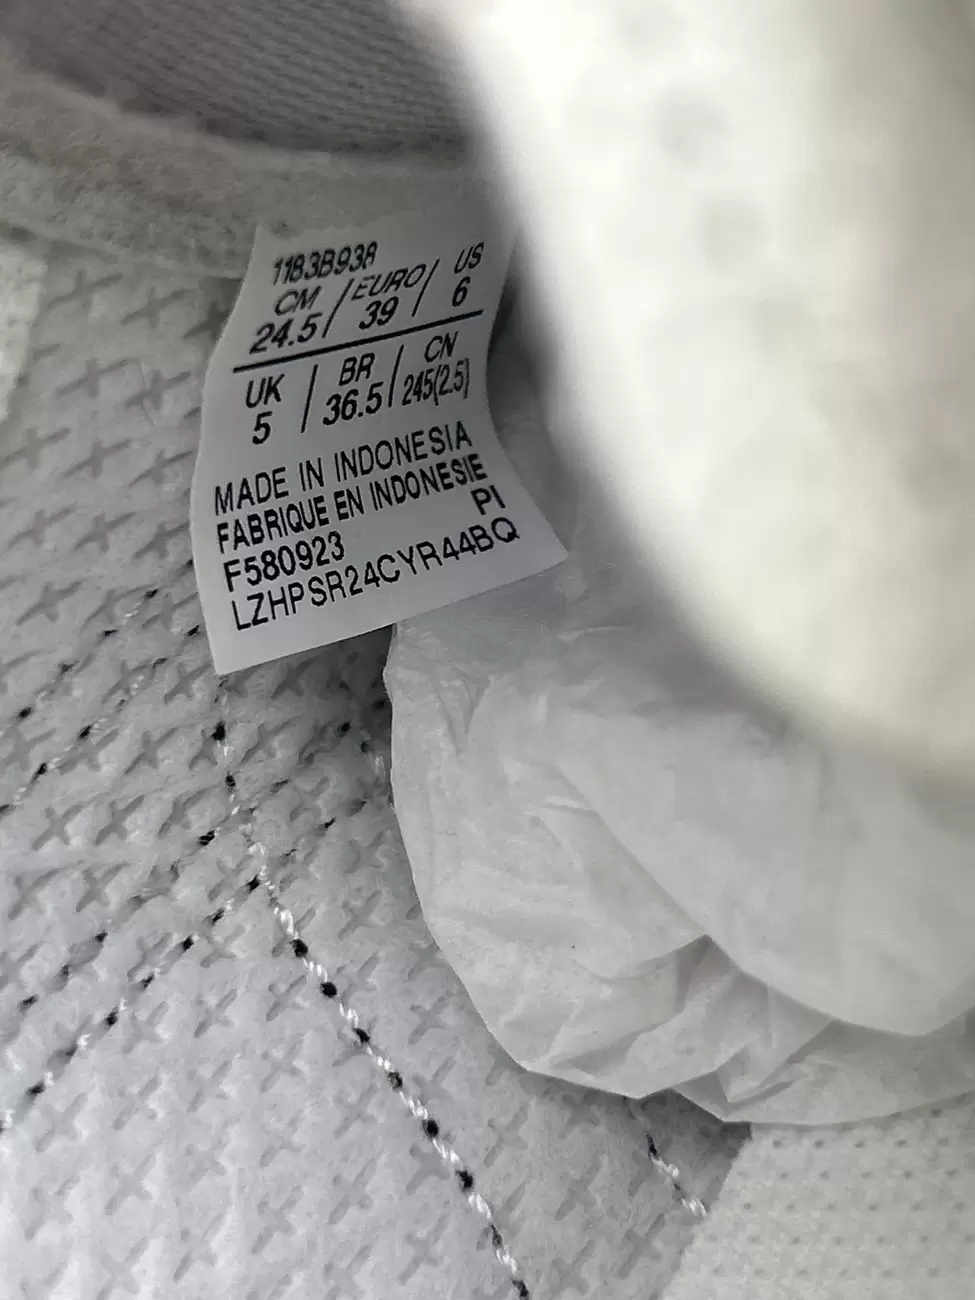 1183B938
CM / EURO / US
24.5 / 39 / 6
UK / BR / CN
5 / 36.5 / 245(2.5)
MADE IN INDONESIA
FABRIQUE EN INDONESIE
PI
F580923
LZHPSR24CYR44BQ